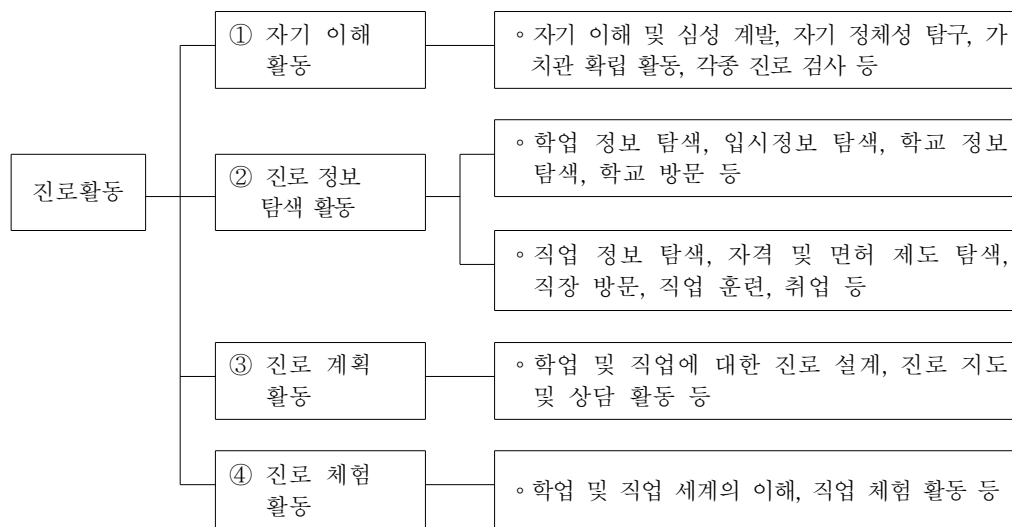 진로활동
① 자기 이해
활동
◦ 자기 이해 및 심성 계발, 자기 정체성 탐구, 가
치관 확립 활동, 각종 진로 검사 등
② 진로 정보
탐색 활동
◦ 학업 정보 탐색, 입시정보 탐색, 학교 정보
탐색, 학교 방문 등
◦ 직업 정보 탐색, 자격 및 면허 제도 탐색,
직장 방문, 직업 훈련, 취업 등
③ 진로 계획
활동
◦ 학업 및 직업에 대한 진로 설계, 진로 지도
및 상담 활동 등
④ 진로 체험
활동
◦ 학업 및 직업 세계의 이해, 직업 체험 활동 등